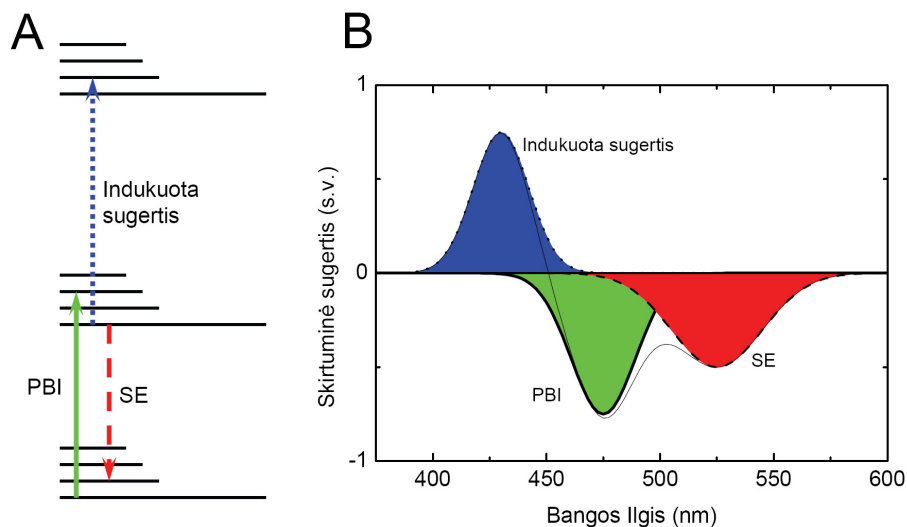 A
Indukuota
sugertis
PBI
SE
B
Skirtuminė sugertis (s.v.)
1
0
-1
Indukuota sugertis
PBI
SE
400
450
500
550
600
Bangos Ilgis (nm)